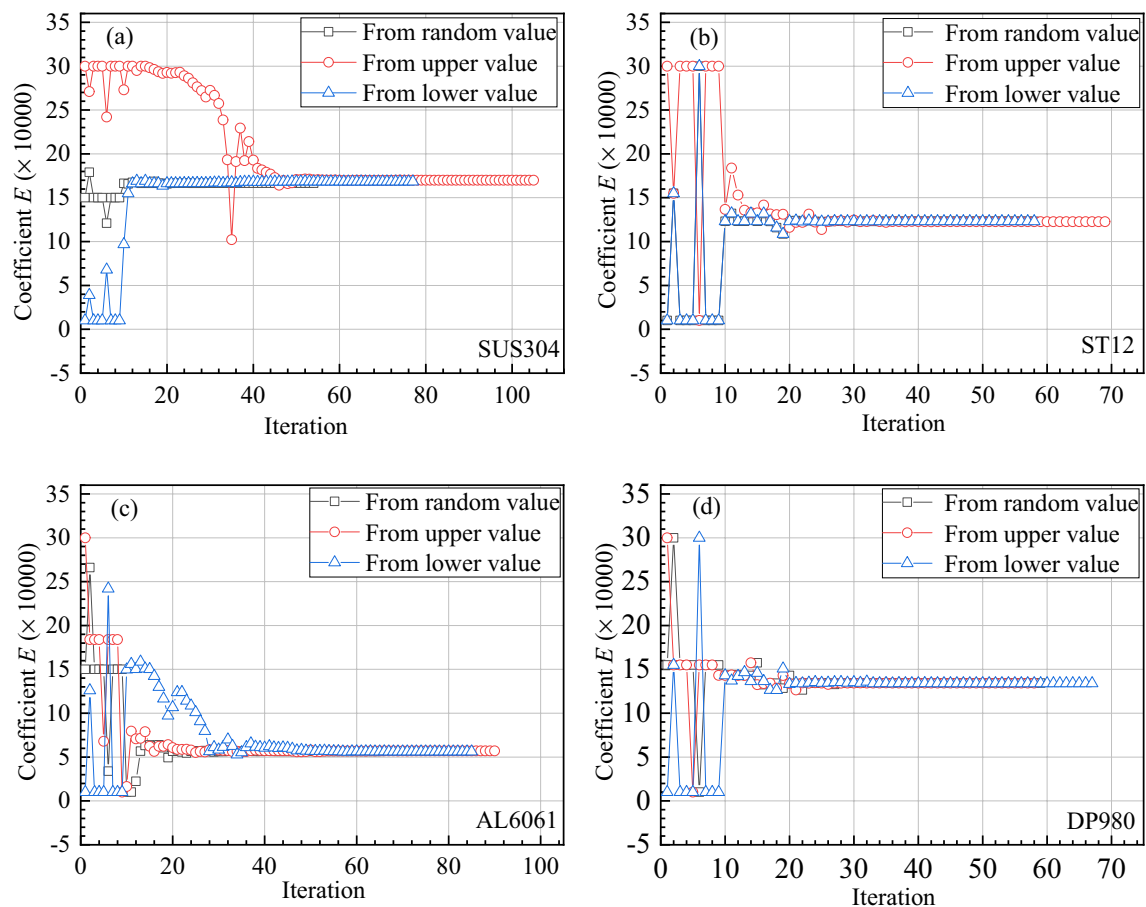 (a)
From random value
From upper value
From lower value
35
30
25
20
15
10
5
0
-5
Coefficient E (× 10000)
SUS304
0 20 40 60 80 100
Iteration
(b)
From random value
From upper value
From lower value
35
30
25
20
15
10
5
0
-5
Coefficient E (× 10000)
ST12
0 10 20 30 40 50 60 70
Iteration
(c)
From random value
From upper value
From lower value
35
30
25
20
15
10
5
0
-5
Coefficient E (× 10000)
AL6061
0 20 40 60 80 100
Iteration
(d)
From random value
From upper value
From lower value
35
30
25
20
15
10
5
0
-5
Coefficient E (× 10000)
DP980
0 10 20 30 40 50 60 70
Iteration